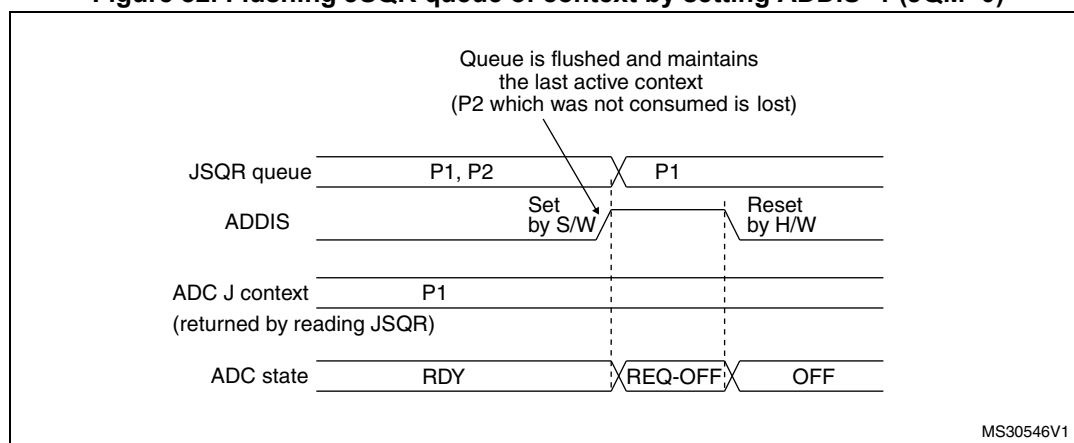 Figure 82. Flushing JSQR queue of context by setting ADDIS=1 (JQM=0)
Queue is flushed and maintains
the last active context
(P2 which was not consumed is lost)
JSQR queue P1, P2 P1
Set Reset
ADDIS by S/W by H/W
ADC J context P1
(returned by reading JSQR)
ADC state RDY REQ-OFF OFF
MS30546V1